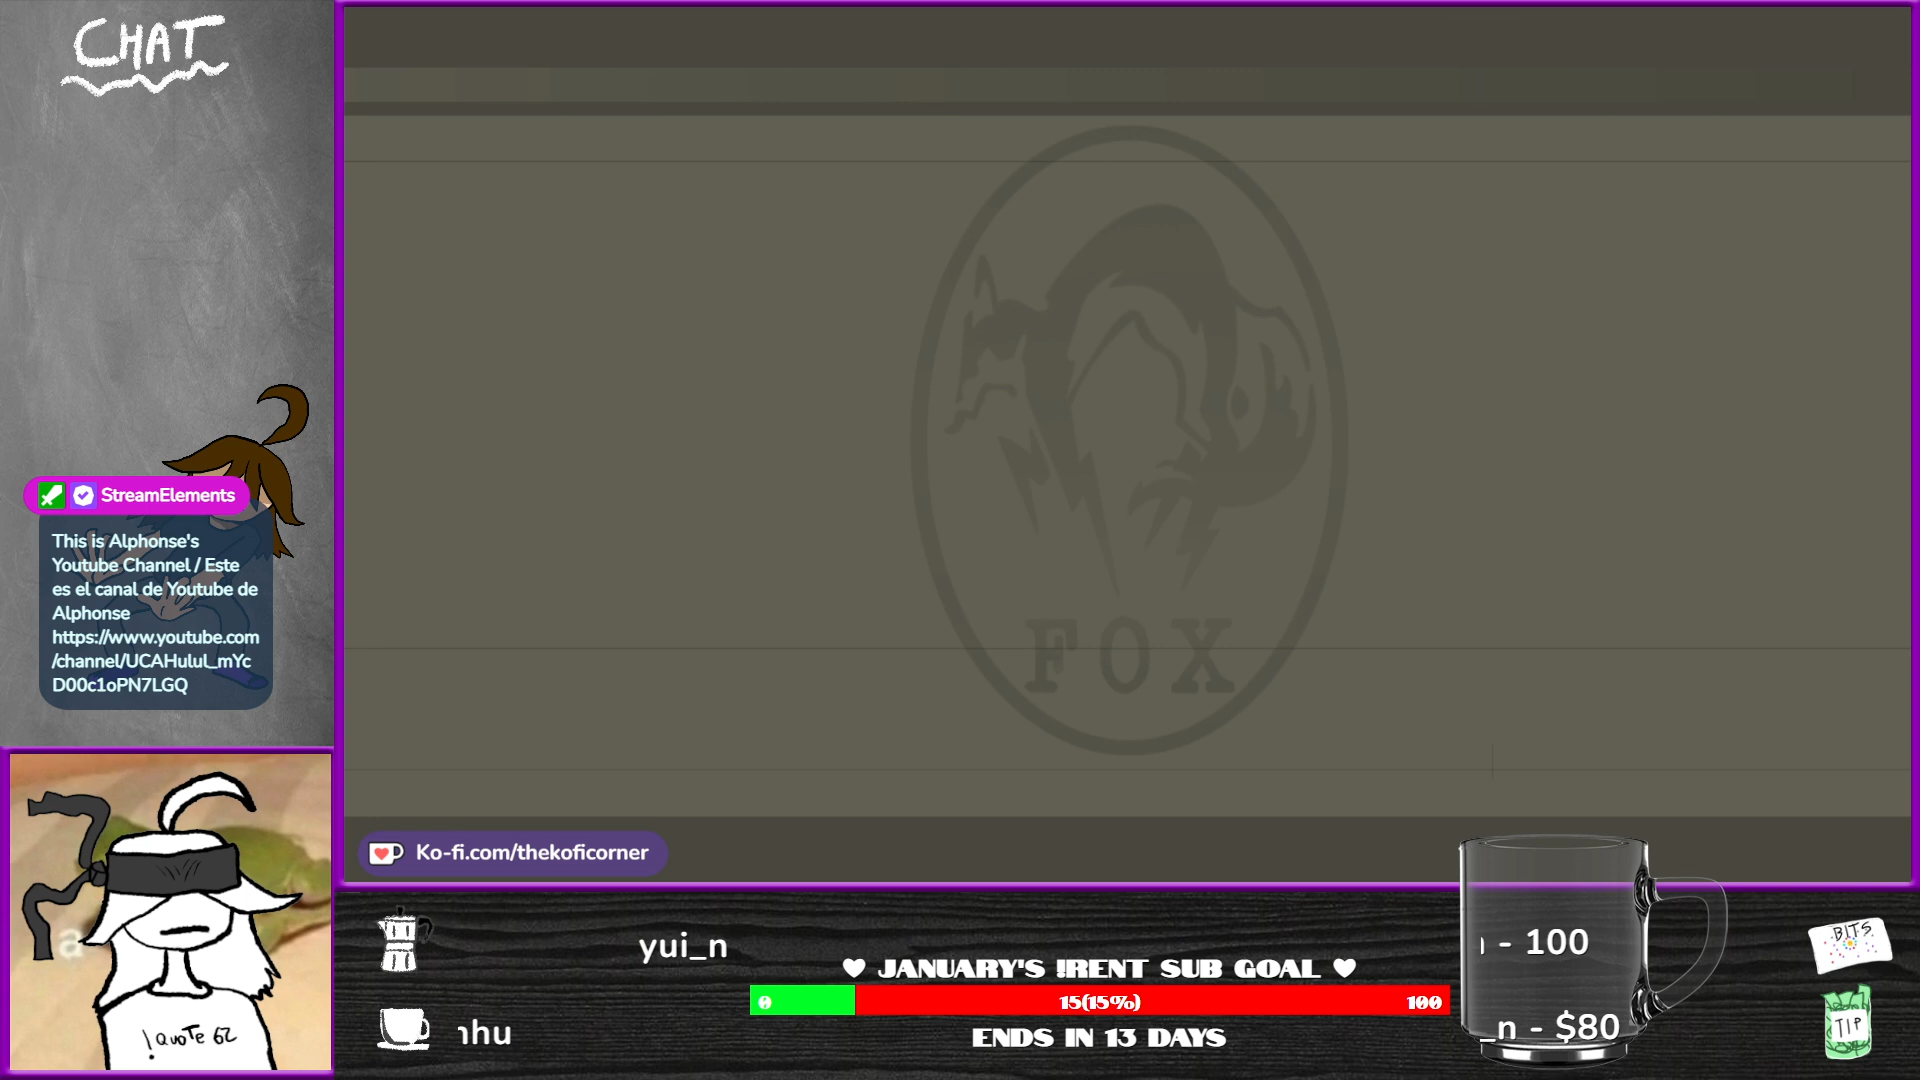 CHAT
StreamElements
This is Alphonse's
Youtube Channel / Este
es el canal de Youtube de
Alphonse
https://www.youtube.com
/channel/UCAHuluI_mYc
D00c1oPN7LGQ
FOX
Ko-fi.com/thekoficorner
a
!QUOTE 62
yui_n
JANUARY'S !RENT SUB GOAL
0
15(15%)
100
ENDS IN 13 DAYS
- 100
_n - $80
BITS
TIP